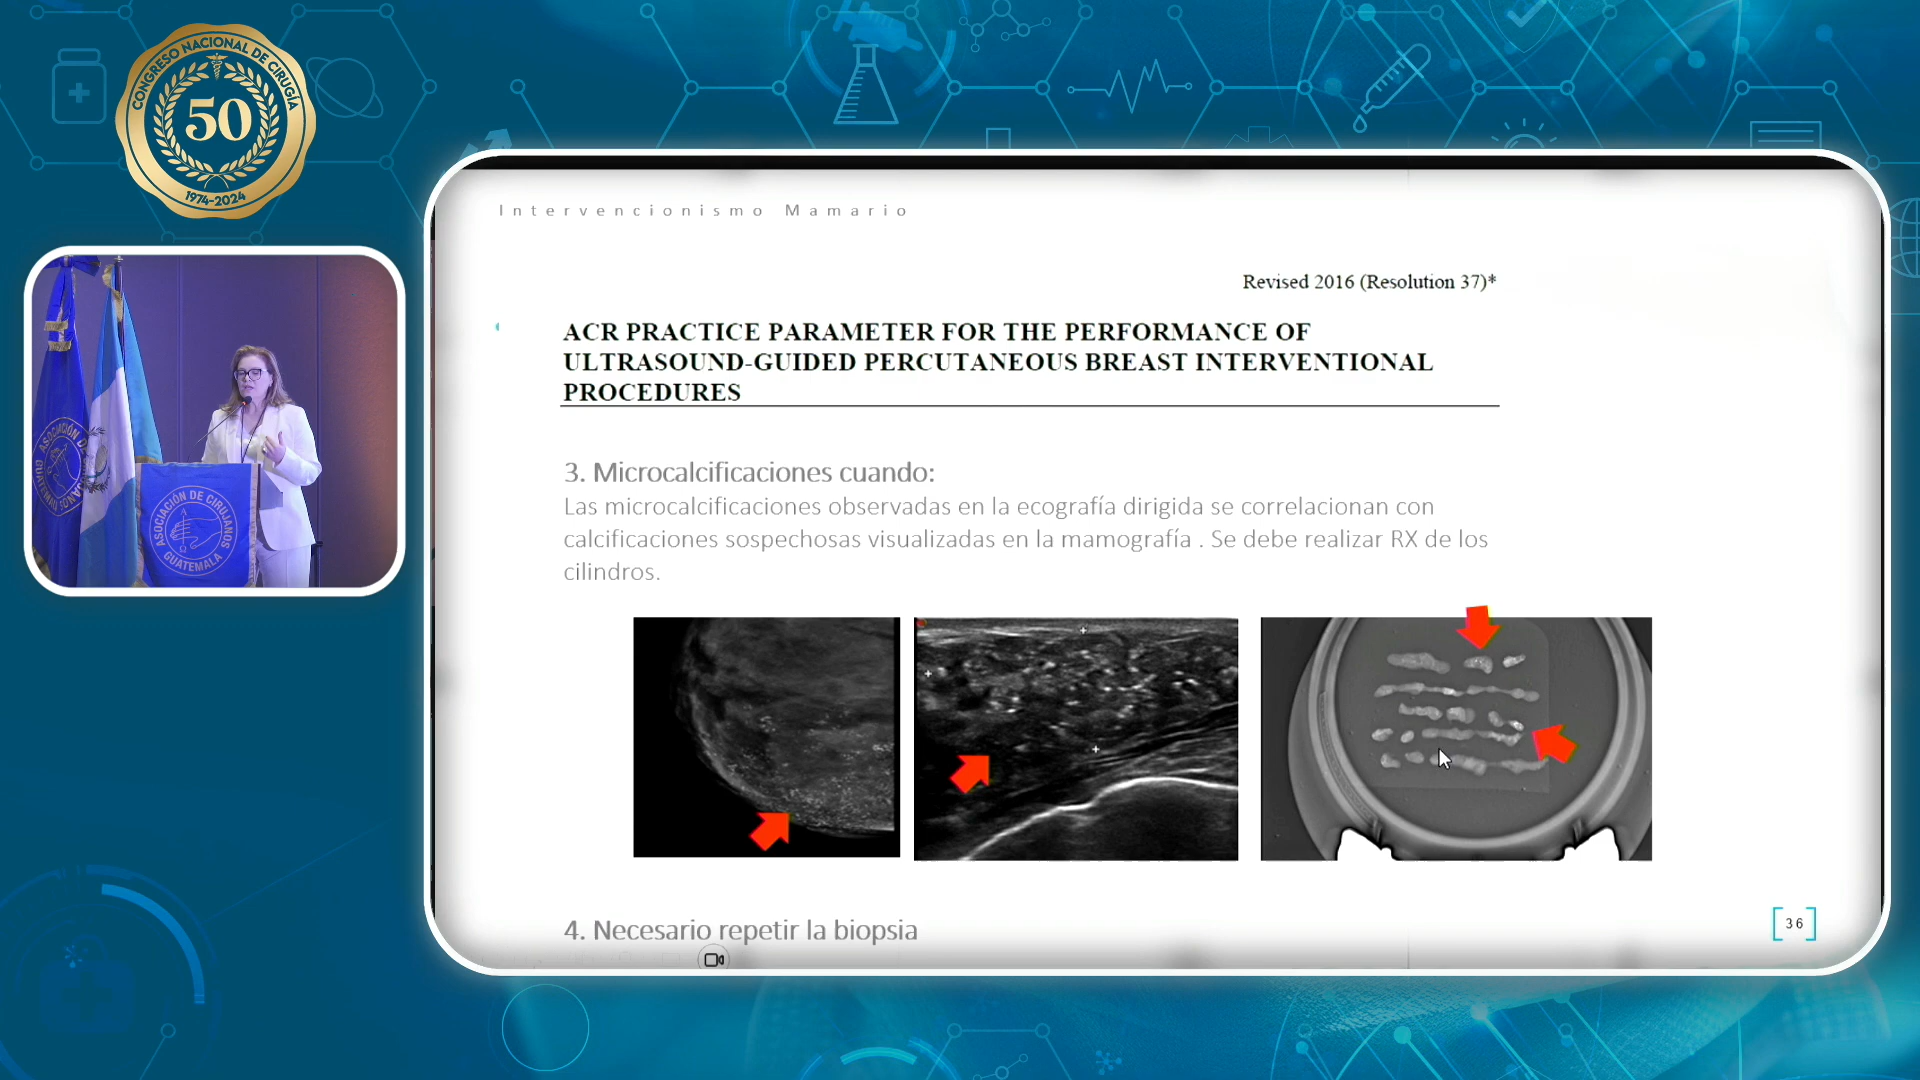 CONGRESO NACIONAL DE CIRUGÍA
50
1974-2024
ASOCIACIÓN DE CIRUJANOS
GUATEMALA
Intervencionismo Mamario
Revised 2016 (Resolution 37)*
ACR PRACTICE PARAMETER FOR THE PERFORMANCE OF
ULTRASOUND-GUIDED PERCUTANEOUS BREAST INTERVENTIONAL
PROCEDURES
3. Microcalcificaciones cuando:
Las microcalcificaciones observadas en la ecografía dirigida se correlacionan con
calcificaciones sospechosas visualizadas en la mamografía . Se debe realizar RX de los
cilindros.
4. Necesario repetir la biopsia
36